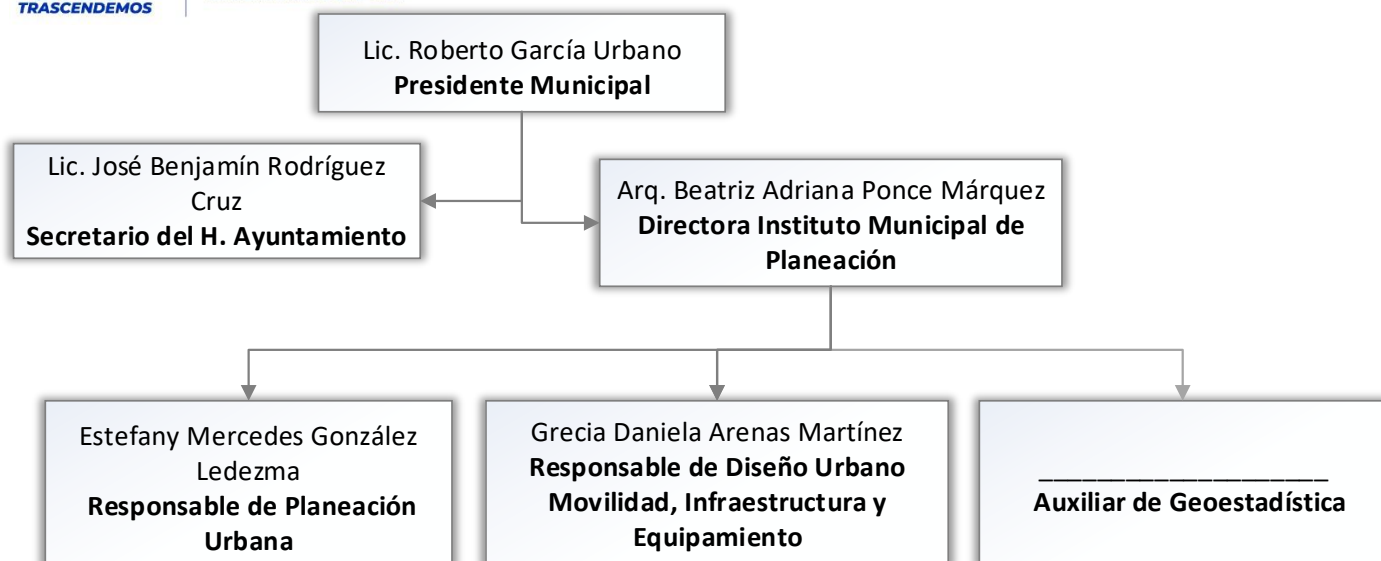 TRASCENDEMOS
Lic. Roberto García Urbano
Presidente Municipal
Lic. José Benjamín Rodríguez
Cruz
Secretario del H. Ayuntamiento
Arq. Beatriz Adriana Ponce Márquez
Directora Instituto Municipal de
Planeación
Estefany Mercedes González
Ledezma
Responsable de Planeación
Urbana
Grecia Daniela Arenas Martínez
Responsable de Diseño Urbano
Movilidad, Infraestructura y
Equipamiento
____________________
Auxiliar de Geoestadística